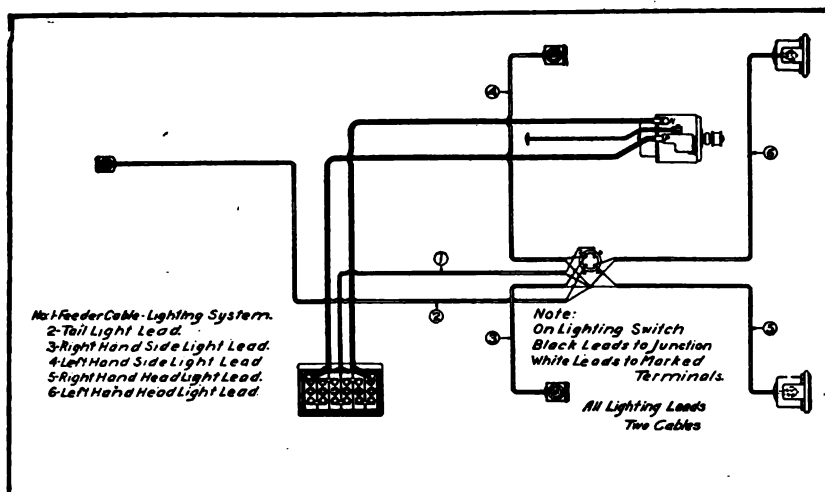 4
6
1
2
3
5
No.1-Feeder Cable-Lighting System.
2-Tail Light Lead.
3-Right Hand Side Light Lead.
4-Left Hand Side Light Lead
5-Right Hand Head Light Lead.
6-Left Hand Head Light Lead
Note:
On Lighting Switch
Black Leads to Junction
White Leads to Marked
Terminals.
All Lighting Leads
Two Cables